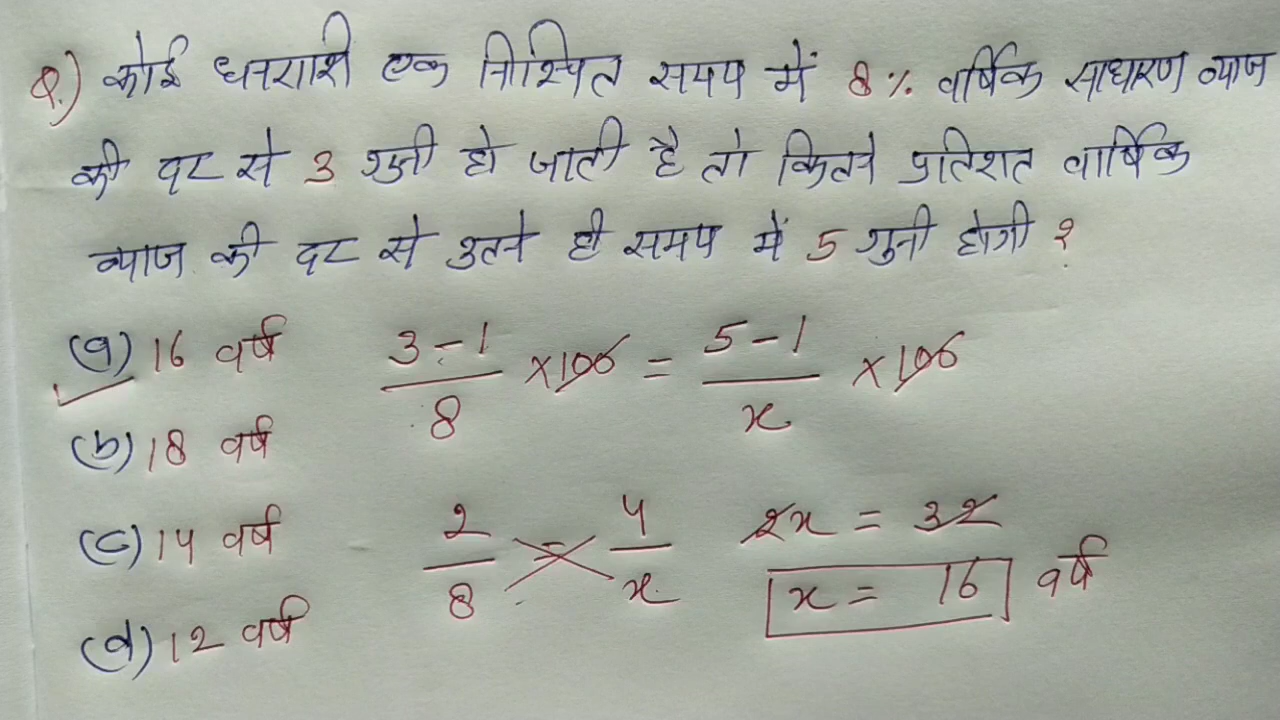 Q.) कोई धनराशी एक निश्चित समय में 8% वर्षिक साधारण ब्याज
की दर से 3 गुनी हो जाती है तो कितने प्रतिशत वार्षिक
ब्याज की दर से उतने ही समय में 5 गुनी होगी ?
(a) 16 वर्ष
(b) 18 वर्ष
(c) 14 वर्ष
(d) 12 वर्ष
3-1/8 ×100 = 5-1/x ×100
2/8 = 4/x
2x = 32
x = 16 वर्ष